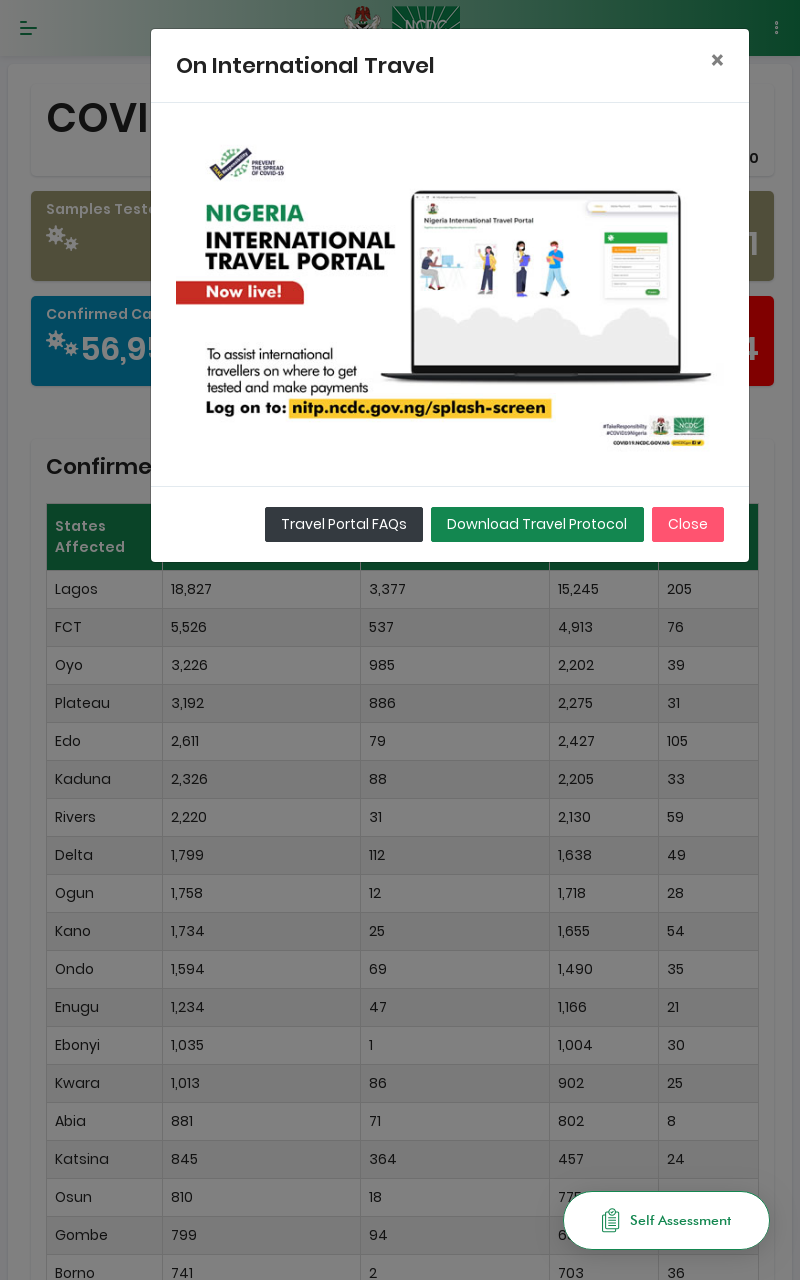 NCDC
On International Travel
×
COVI
0
Samples Teste
1
Confirmed Ca
56,95
4
PREVENT
THE SPREAD
OF COVID-19
NIGERIA
INTERNATIONAL
TRAVEL PORTAL
Now live!
Nigeria International Travel Portal
To assist international
travellers on where to get
tested and make payments
Log on to: nitp.ncdc.gov.ng/splash-screen
#TakeResponsibility
#COVID19Nigeria
NCDC
COVID19.NCDC.GOV.NG
Travel Portal FAQs
Download Travel Protocol
Close
Confirme
States
Affected
Lagos 18,827 3,377 15,245 205
FCT 5,526 537 4,913 76
Oyo 3,226 985 2,202 39
Plateau 3,192 886 2,275 31
Edo 2,611 79 2,427 105
Kaduna 2,326 88 2,205 33
Rivers 2,220 31 2,130 59
Delta 1,799 112 1,638 49
Ogun 1,758 12 1,718 28
Kano 1,734 25 1,655 54
Ondo 1,594 69 1,490 35
Enugu 1,234 47 1,166 21
Ebonyi 1,035 1 1,004 30
Kwara 1,013 86 902 25
Abia 881 71 802 8
Katsina 845 364 457 24
Osun 810 18 775
Self Assessment
Gombe 799 94 6
Borno 741 2 703 36